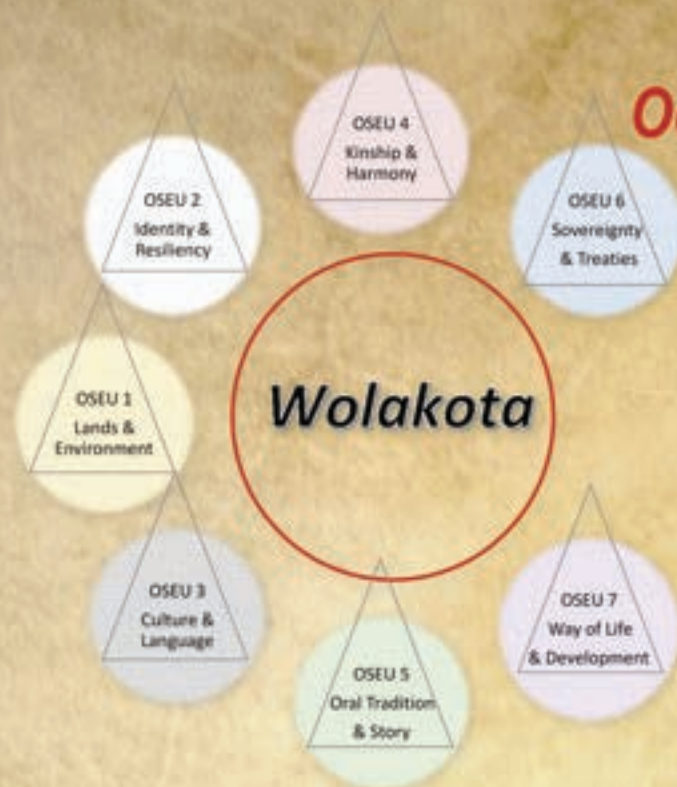 OSEU 4
Kinship &
Harmony
OSEU 2
Identity &
Resiliency
OSEU 6
Sovereignty
& Treaties
OSEU 1
Lands &
Environment
Wolakota
OSEU 3
Culture &
Language
OSEU 7
Way of Life
& Development
OSEU 5
Oral Tradition
& Story